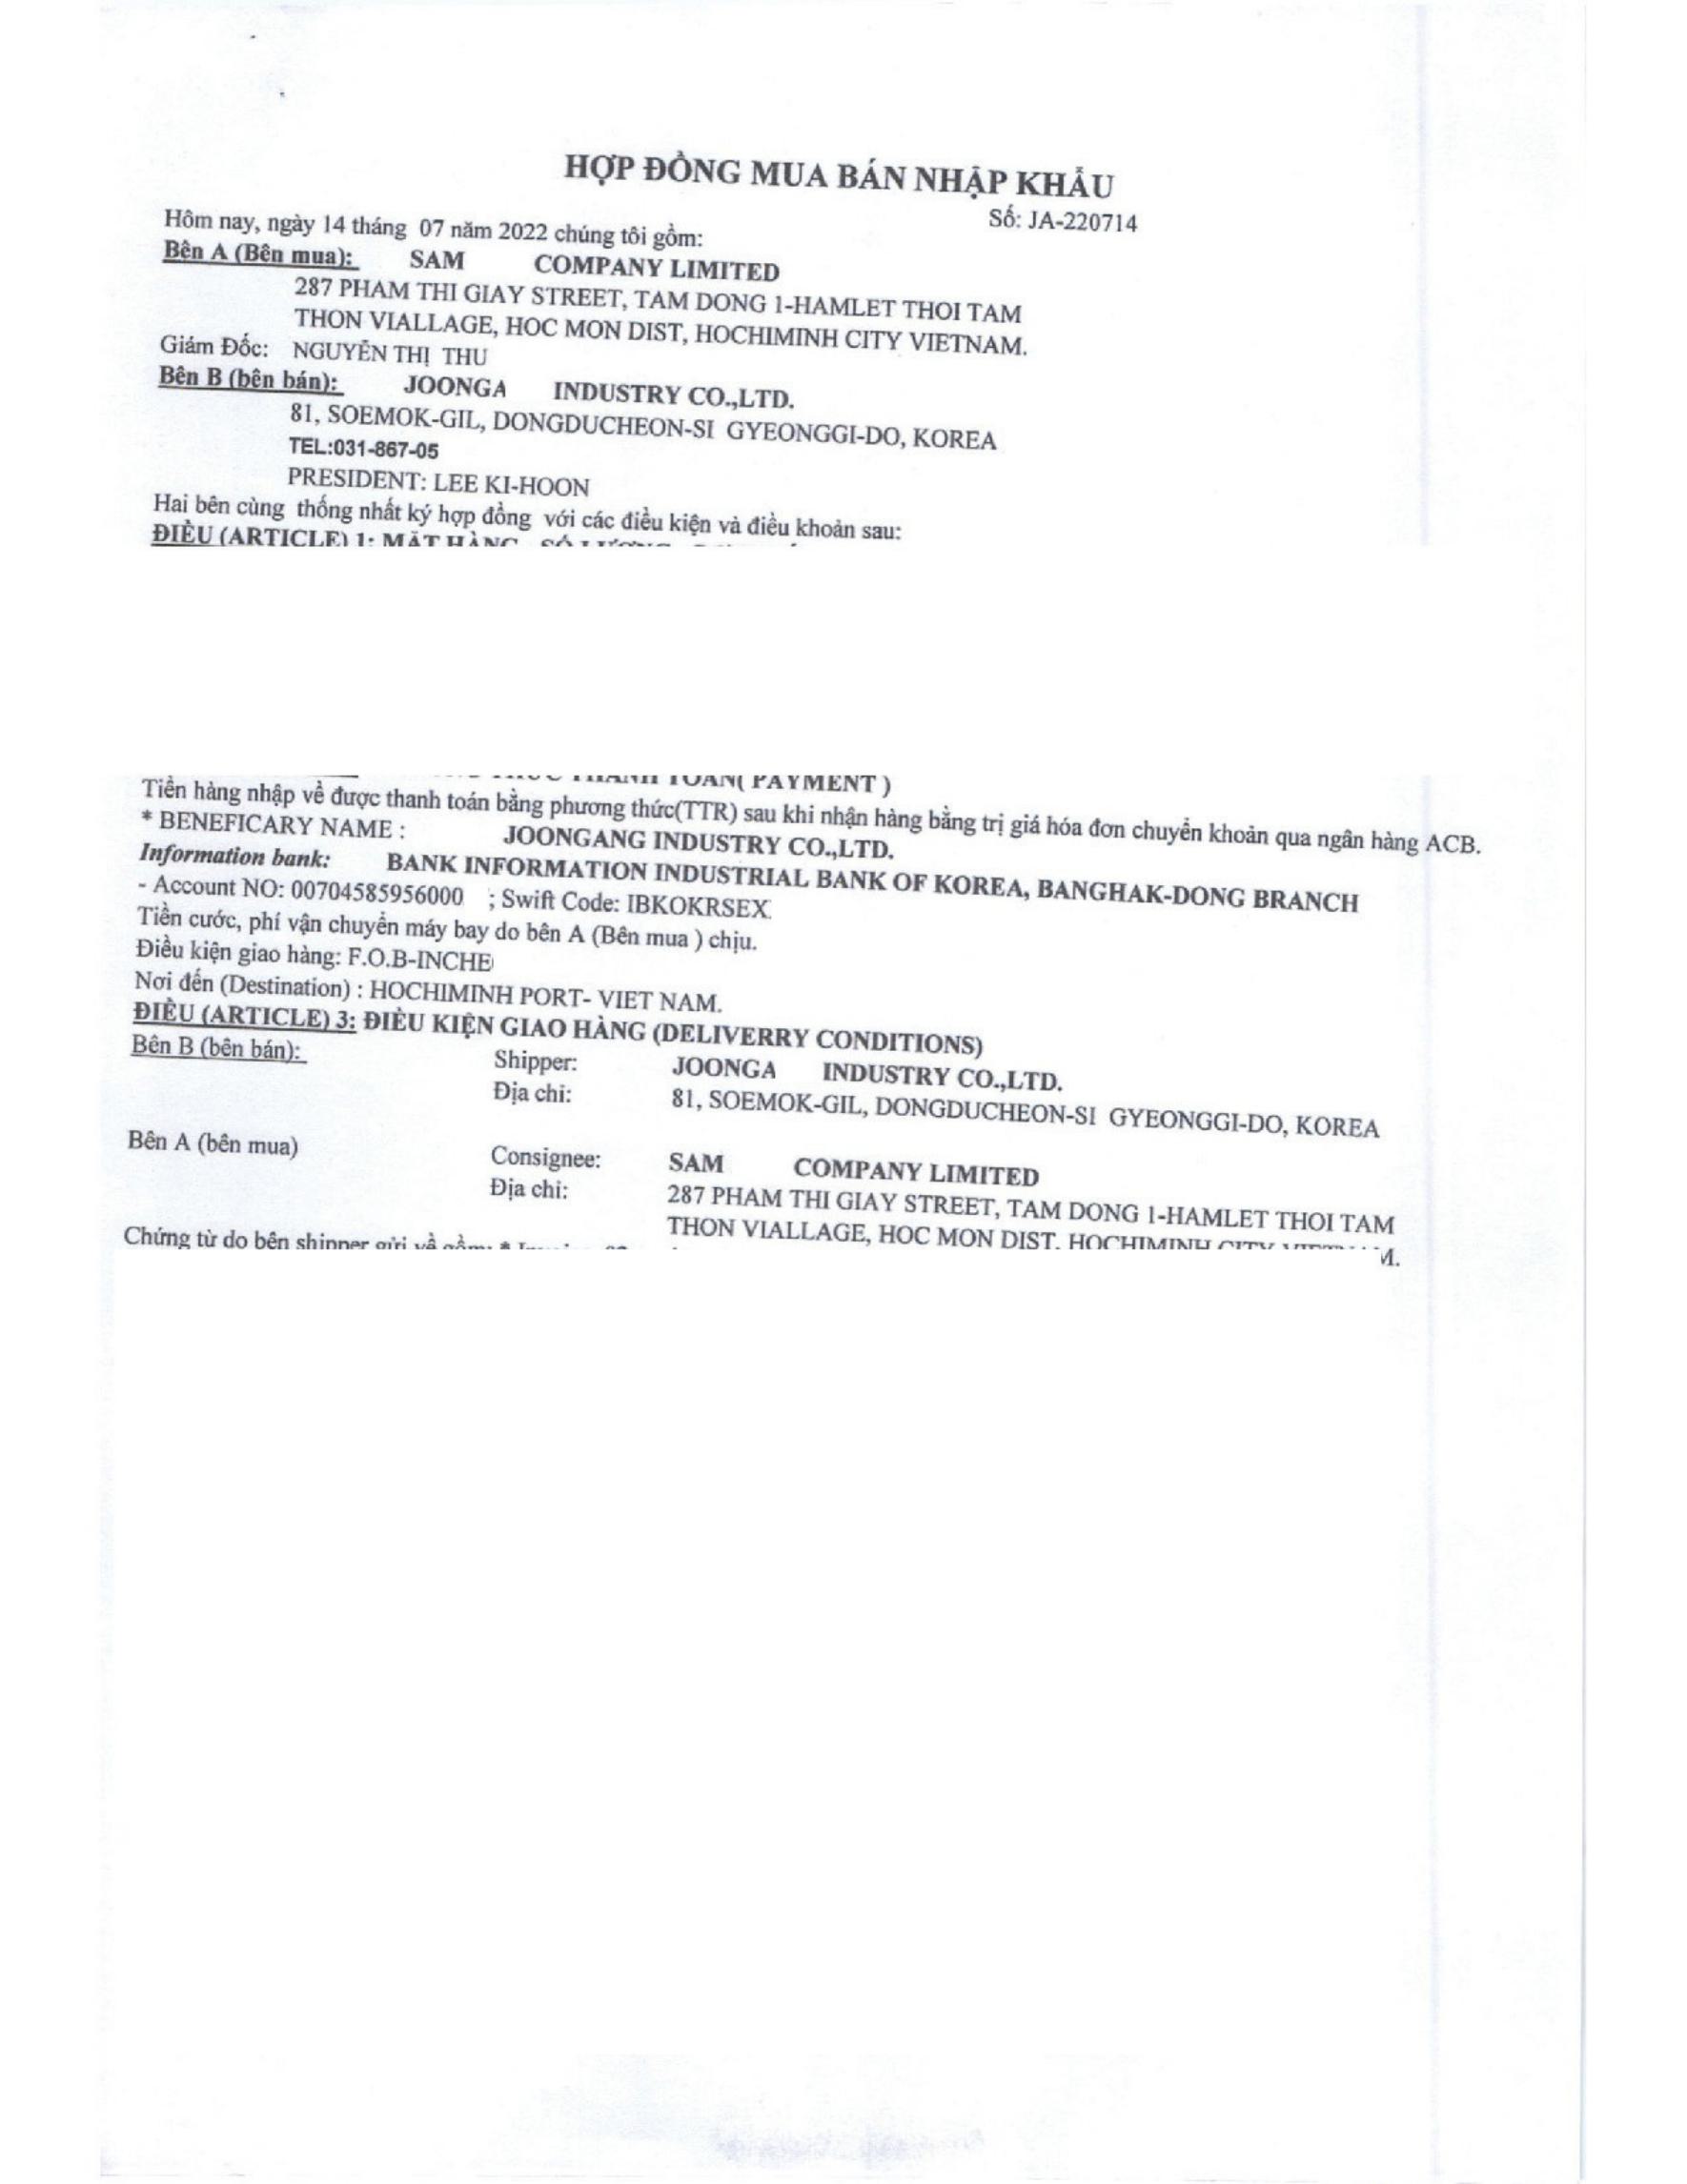 HỢP ĐỒNG MUA BÁN NHẬP KHẨU
Số: JA-220714
Hôm nay, ngày 14 tháng 07 năm 2022 chúng tôi gồm:
Bên A (Bên mua): SAM COMPANY LIMITED
287 PHAM THI GIAY STREET, TAM DONG 1-HAMLET THOI TAM
THON VIALLAGE, HOC MON DIST, HOCHIMINH CITY VIETNAM.
Giám Đốc: NGUYỄN THỊ THU
Bên B (bên bán): JOONGA INDUSTRY CO.,LTD.
81, SOEMOK-GIL, DONGDUCHEON-SI GYEONGGI-DO, KOREA
TEL:031-867-05
PRESIDENT: LEE KI-HOON
Hai bên cùng thống nhất ký hợp đồng với các điều kiện và điều khoản sau:
ĐIỀU (ARTICLE) 1: MẶT HÀNG
THANH TOÁN( PAYMENT )
Tiền hàng nhập về được thanh toán bằng phương thức(TTR) sau khi nhận hàng bằng trị giá hóa đơn chuyển khoản qua ngân hàng ACB.
* BENEFICARY NAME : JOONGANG INDUSTRY CO.,LTD.
Information bank: BANK INFORMATION INDUSTRIAL BANK OF KOREA, BANGHAK-DONG BRANCH
- Account NO: 00704585956000 ; Swift Code: IBKOKRSEX
Tiền cước, phí vận chuyển máy bay do bên A (Bên mua ) chịu.
Điều kiện giao hàng: F.O.B-INCHE
Nơi đến (Destination) : HOCHIMINH PORT- VIET NAM.
ĐIỀU (ARTICLE) 3: ĐIỀU KIỆN GIAO HÀNG (DELIVERRY CONDITIONS)
Bên B (bên bán): Shipper: JOONGA INDUSTRY CO.,LTD.
Địa chỉ: 81, SOEMOK-GIL, DONGDUCHEON-SI GYEONGGI-DO, KOREA
Bên A (bên mua) Consignee: SAM COMPANY LIMITED
Địa chỉ: 287 PHAM THI GIAY STREET, TAM DONG 1-HAMLET THOI TAM
THON VIALLAGE, HOC MON DIST, HOCHIMINH CITY VIETNAM.
Chứng từ do bên shipper gửi về gồm: